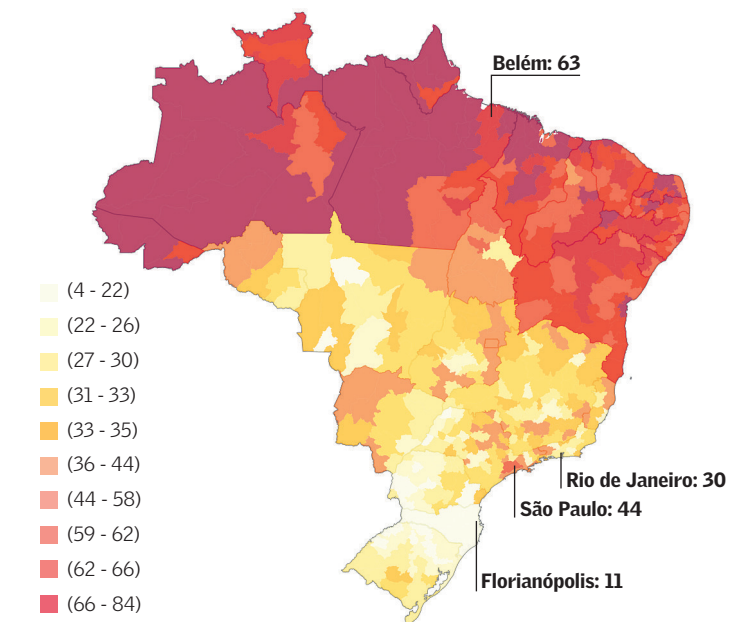 Belém: 63
(4 - 22)
(22 - 26)
(27 - 30)
(31 - 33)
(33 - 35)
(36 - 44)
(44 - 58)
(59 - 62)
(62 - 66)
(66 - 84)
Rio de Janeiro: 30
São Paulo: 44
Florianópolis: 11